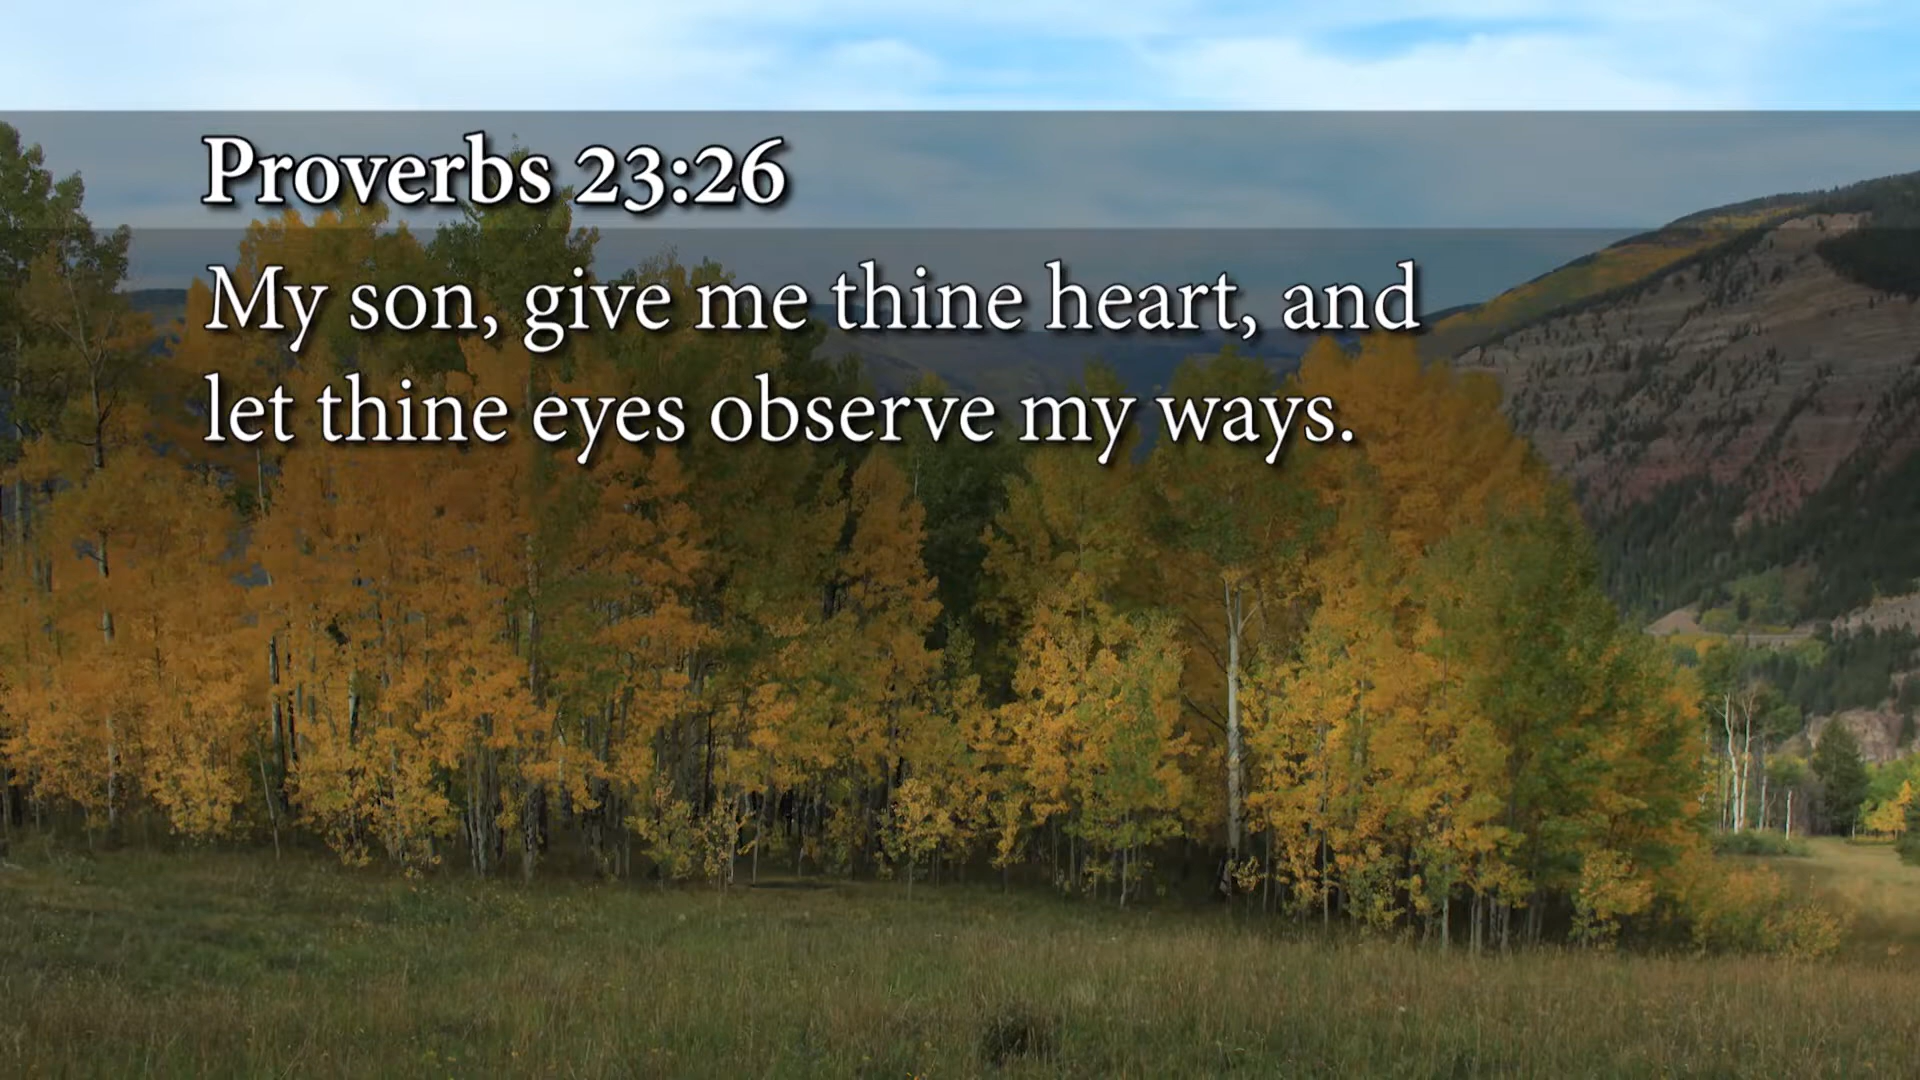 Proverbs 23:26
My son, give me thine heart, and
let thine eyes observe my ways.